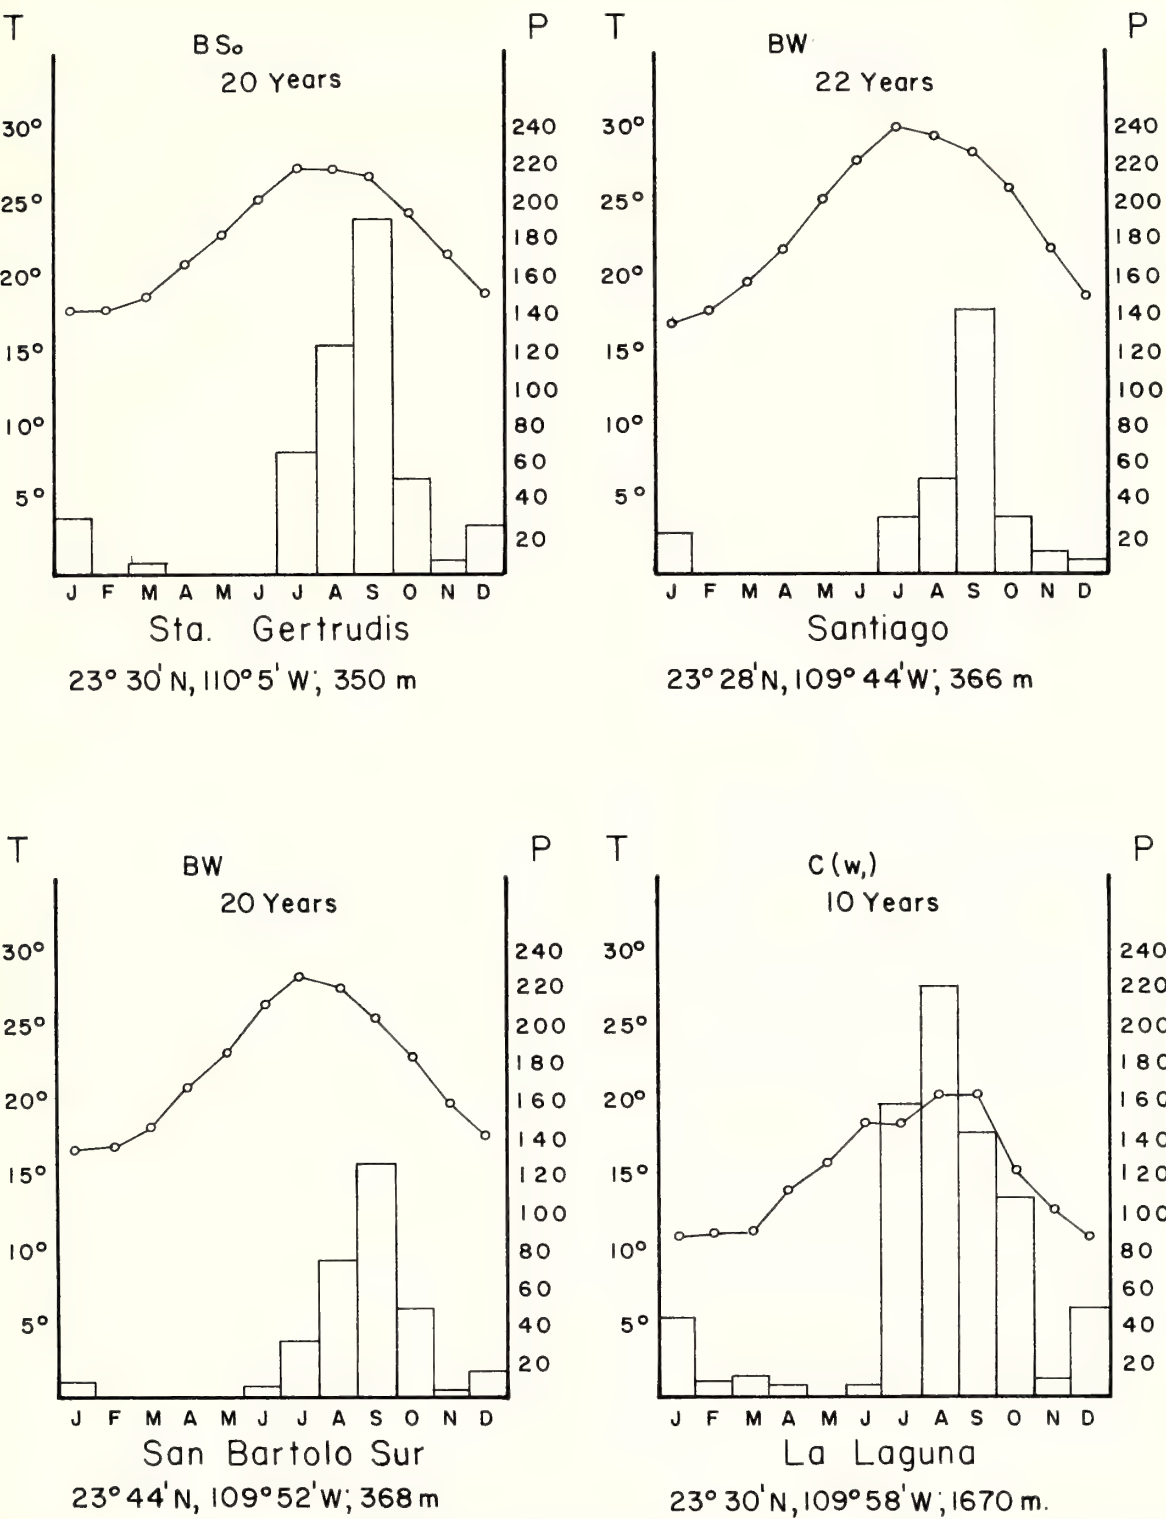 T P
BS₀
20 Years
30° 240
220
25° 200
180
20° 160
140
15° 120
100
10° 80
60
5° 40
20
J F M A M J J A S O N D
Sta. Gertrudis
23° 30' N, 110° 5' W; 350 m
T P
BW
22 Years
30° 240
220
25° 200
180
20° 160
140
15° 120
100
10° 80
60
5° 40
20
J F M A M J J A S O N D
Santiago
23° 28' N, 109° 44' W; 366 m
T P
BW
20 Years
30° 240
220
25° 200
180
20° 160
140
15° 120
100
10° 80
60
5° 40
20
J F M A M J J A S O N D
San Bartolo Sur
23° 44' N, 109° 52' W; 368 m
T P
C(w,)
10 Years
30° 240
220
25° 200
180
20° 160
140
15° 120
100
10° 80
60
5° 40
20
J F M A M J J A S O N D
La Laguna
23° 30' N, 109° 58' W; 1670 m.